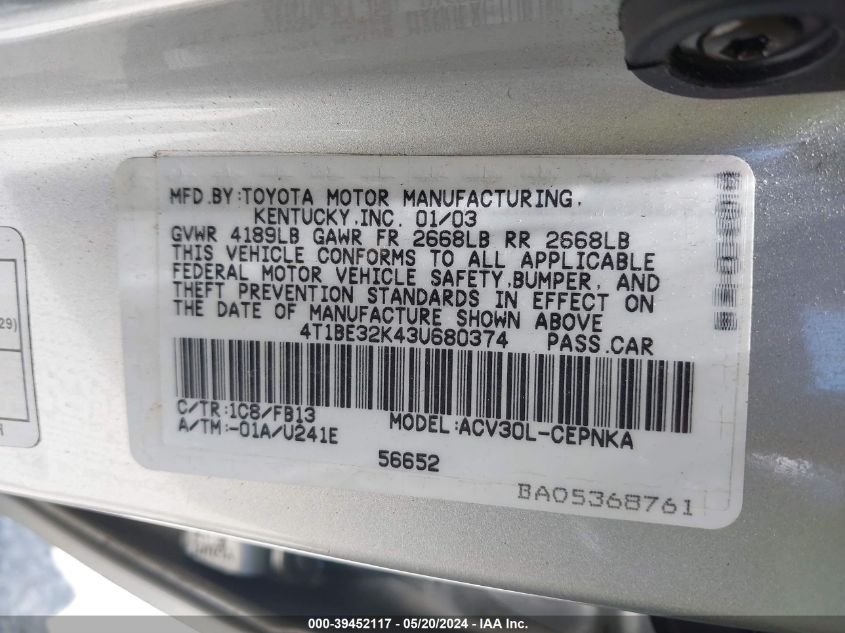 MFD.BY:TOYOTA MOTOR MANUFACTURING,
KENTUCKY,INC. 01/03
GVWR 4189LB GAWR FR 2668LB RR 2668LB
THIS VEHICLE CONFORMS TO ALL APPLICABLE
FEDERAL MOTOR VEHICLE SAFETY,BUMPER, AND
THEFT PREVENTION STANDARDS IN EFFECT ON
THE DATE OF MANUFACTURE SHOWN ABOVE
4T1BE32K43U680374 PASS.CAR
C/TR:1C8/FB13 MODEL:ACV30L-CEPNKA
A/TM:-01A/U241E
56652
BA05368761
29)
000-39452117 - 05/20/2024 - IAA Holdings, LLC.